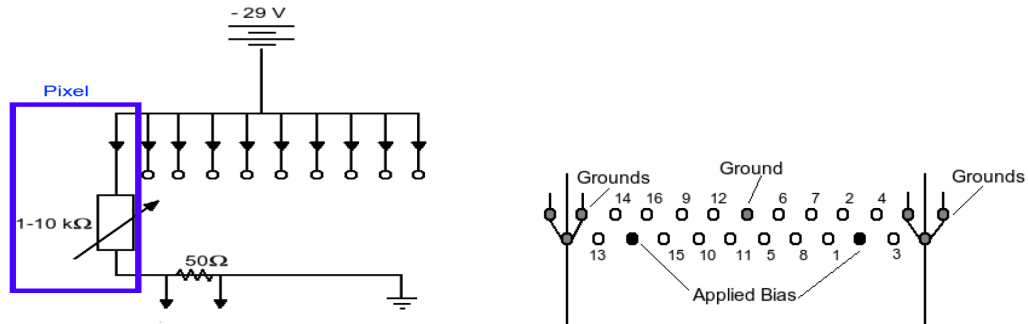 - 29 V
Pixel
1-10 kΩ
50Ω
Ground
Grounds
Grounds
14 16 9 12 6 7 2 4
13 15 10 11 5 8 1 3
Applied Bias